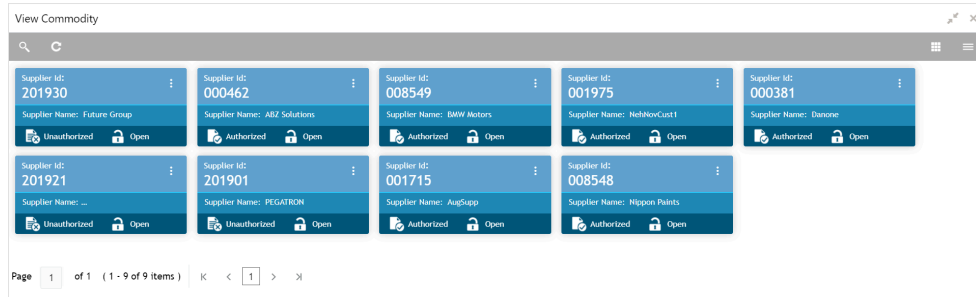 View Commodity
Supplier Id: Supplier Id: Supplier Id: Supplier Id: Supplier Id:
201930 000462 008549 001975 000381
Supplier Name: Future Group Supplier Name: ABZ Solutions Supplier Name: BMW Motors Supplier Name: NehNovCust1 Supplier Name: Danone
Unauthorized Open Authorized Open Authorized Open Authorized Open Authorized Open
Supplier Id: Supplier Id: Supplier Id: Supplier Id:
201921 201901 001715 008548
Supplier Name: ... Supplier Name: PEGATRON Supplier Name: AugSupp Supplier Name: Nippon Paints
Unauthorized Open Unauthorized Open Authorized Open Authorized Open
Page 1 of 1 ( 1 - 9 of 9 items ) 1